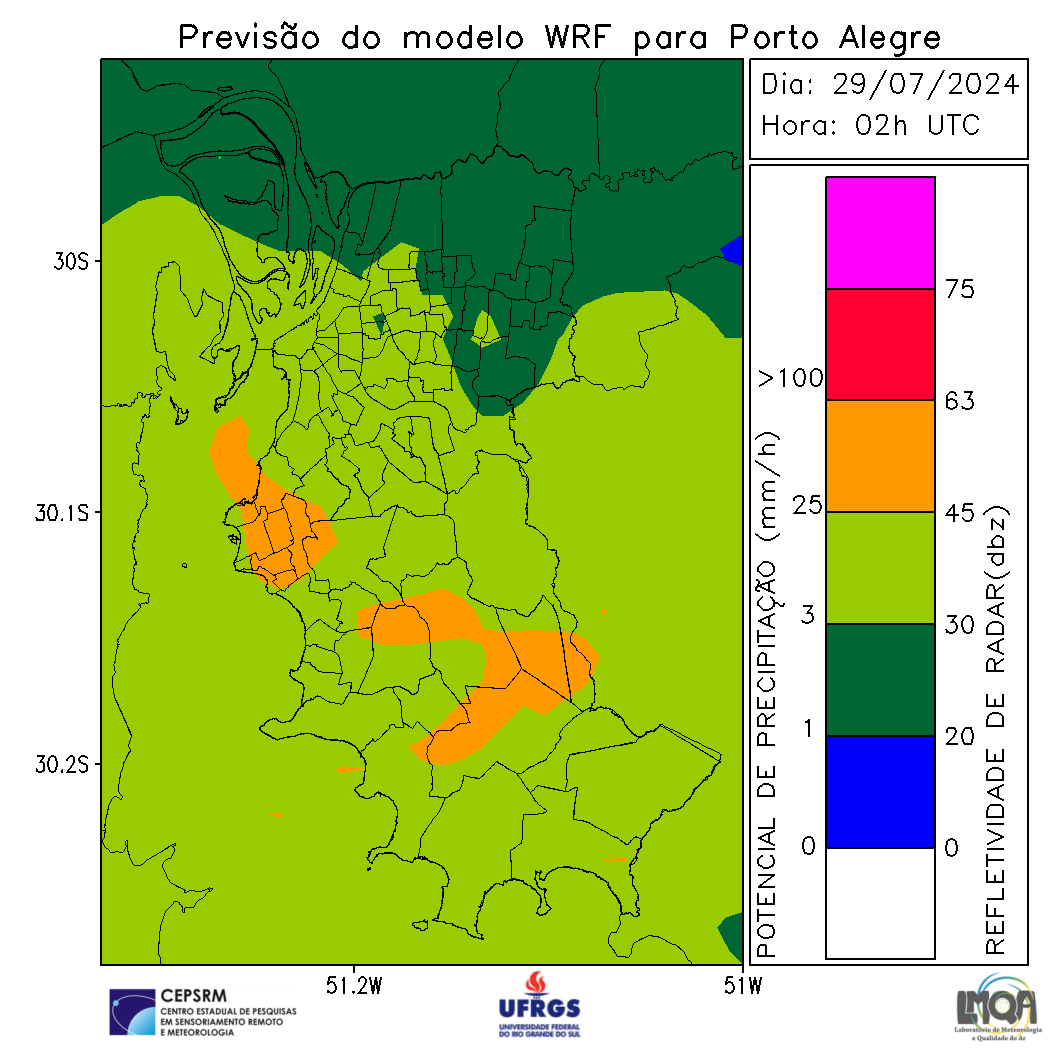 Previsão do modelo WRF para Porto Alegre
Dia: 29/07/2024
Hora: 02h UTC
30S
30.1S
30.2S
51.2W
51W
POTENCIAL DE PRECIPITAÇÃO (mm/h)
>100
25
3
1
0
75
63
45
30
20
0
REFLETIVIDADE DE RADAR(dbz)
CEPSRM
CENTRO ESTADUAL DE PESQUISAS
EM SENSORIAMENTO REMOTO
E METEOROLOGIA
UFRGS
UNIVERSIDADE FEDERAL
DO RIO GRANDE DO SUL
LMQA
Laboratório de Meteorologia
e Qualidade do Ar